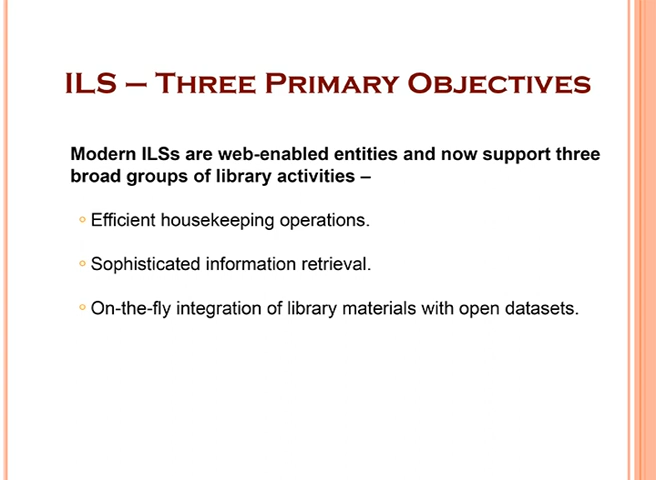 ILS – Three Primary Objectives
Modern ILSs are web-enabled entities and now support three
broad groups of library activities –
Efficient housekeeping operations.
Sophisticated information retrieval.
On-the-fly integration of library materials with open datasets.